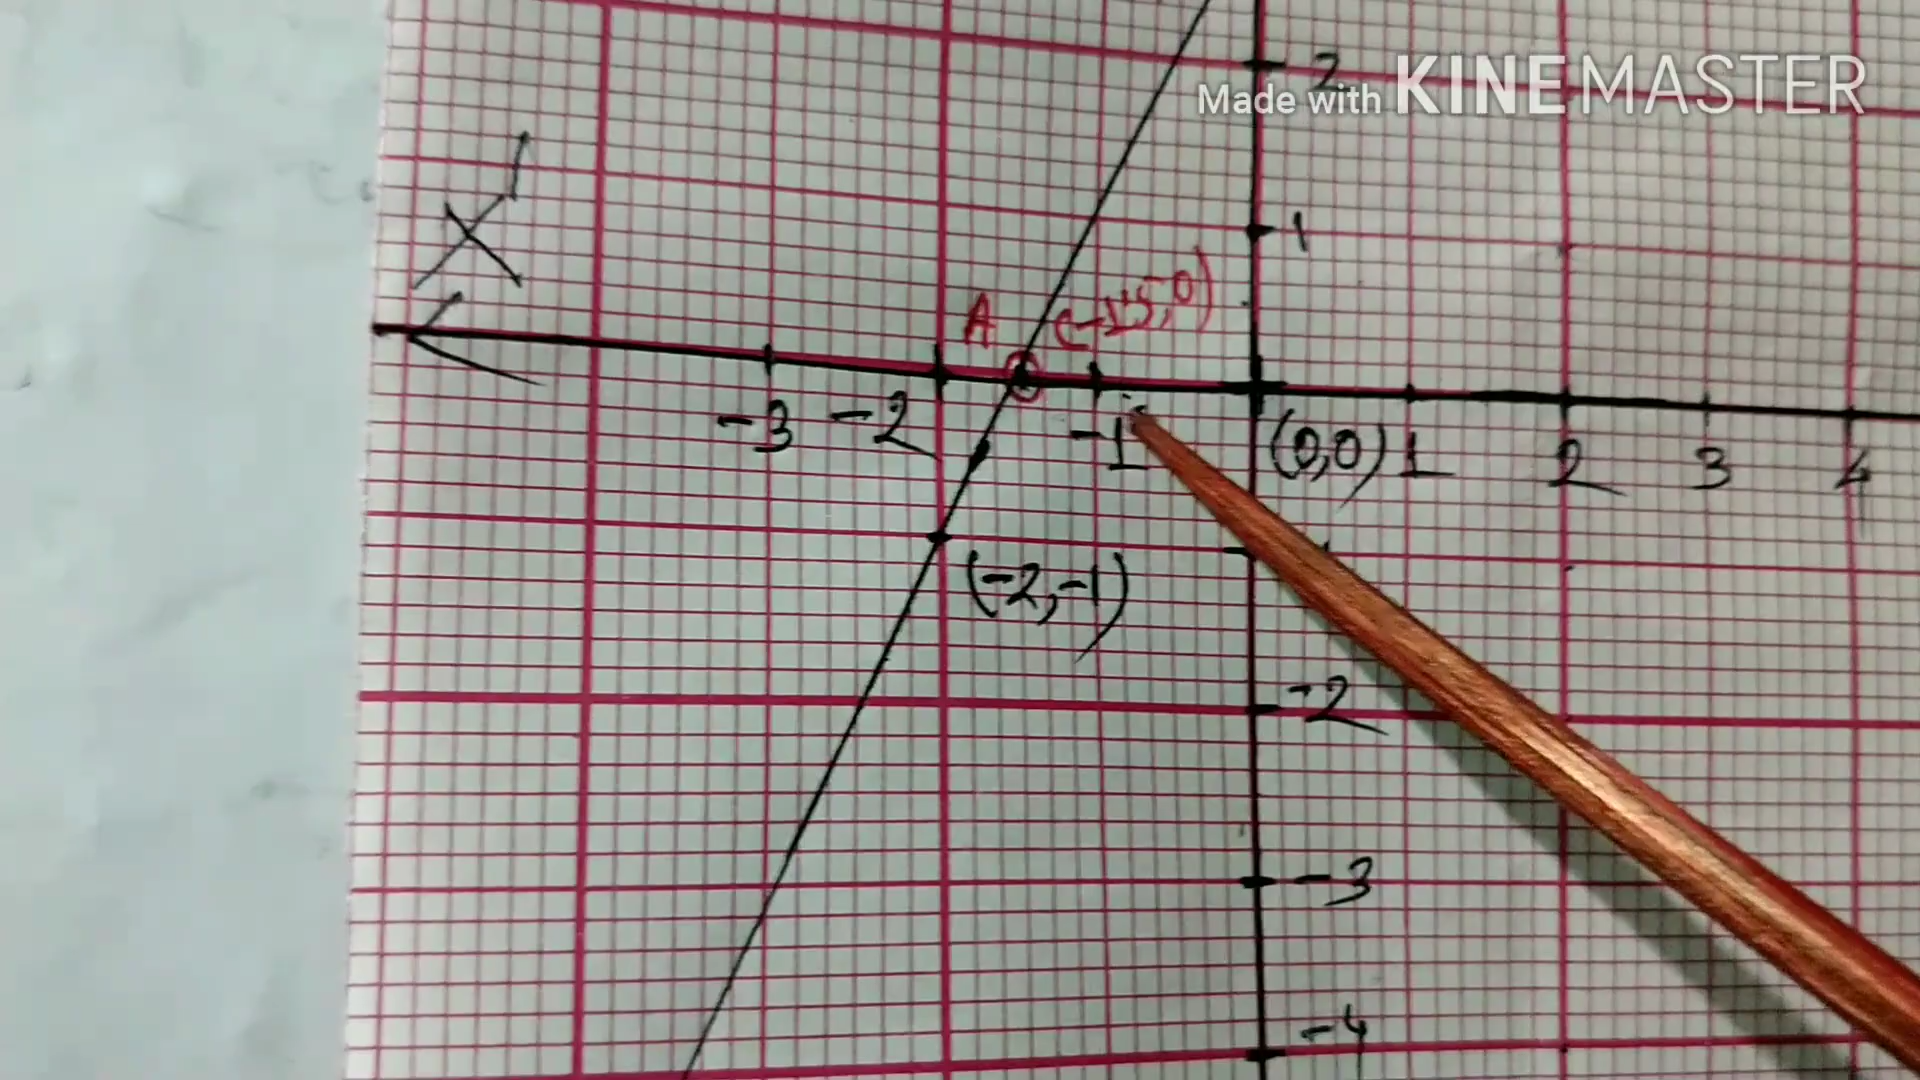 2
Made with KINEMASTER
X'
1
A (-1.5,0)
-3 -2 -1 (0,0) 1 2 3 4
(-2,-1)
-2
-3
-4